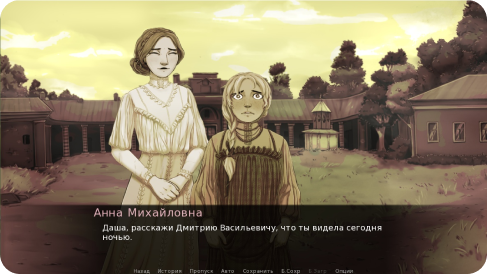 Анна Михайловна
Даша, расскажи Дмитрию Васильевичу, что ты видела сегодня
ночью.
Назад История Пропуск Авто Сохранить Б.Сохр Б.Загр Опции